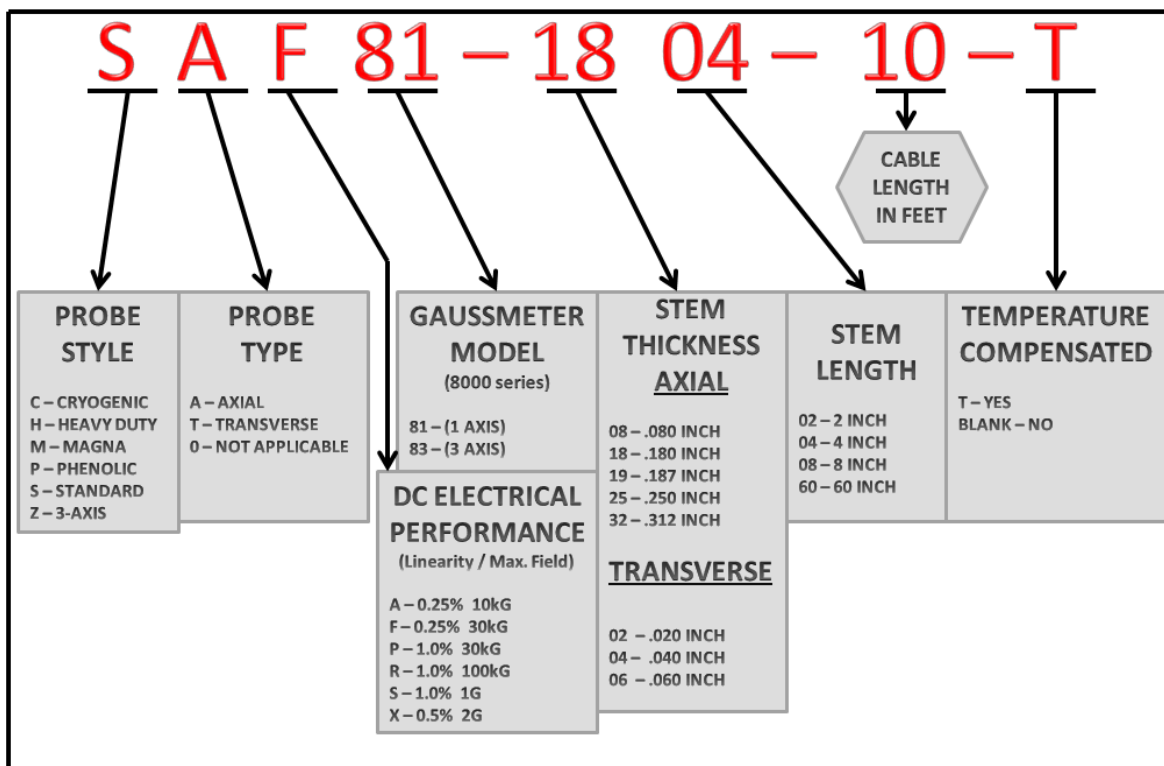 S A F 81 – 18 04 – 10 – T
CABLE
LENGTH
IN FEET
PROBE
STYLE
C – CRYOGENIC
H – HEAVY DUTY
M – MAGNA
P – PHENOLIC
S – STANDARD
Z – 3-AXIS
PROBE
TYPE
A – AXIAL
T – TRANSVERSE
0 – NOT APPLICABLE
GAUSSMETER
MODEL
(8000 series)
81 – (1 AXIS)
83 – (3 AXIS)
DC ELECTRICAL
PERFORMANCE
(Linearity / Max. Field)
A – 0.25% 10kG
F – 0.25% 30kG
P – 1.0% 30kG
R – 1.0% 100kG
S – 1.0% 1G
X – 0.5% 2G
STEM
THICKNESS
AXIAL
08 – .080 INCH
18 – .180 INCH
19 – .187 INCH
25 – .250 INCH
32 – .312 INCH
TRANSVERSE
02 – .020 INCH
04 – .040 INCH
06 – .060 INCH
STEM
LENGTH
02 – 2 INCH
04 – 4 INCH
08 – 8 INCH
60 – 60 INCH
TEMPERATURE
COMPENSATED
T – YES
BLANK – NO